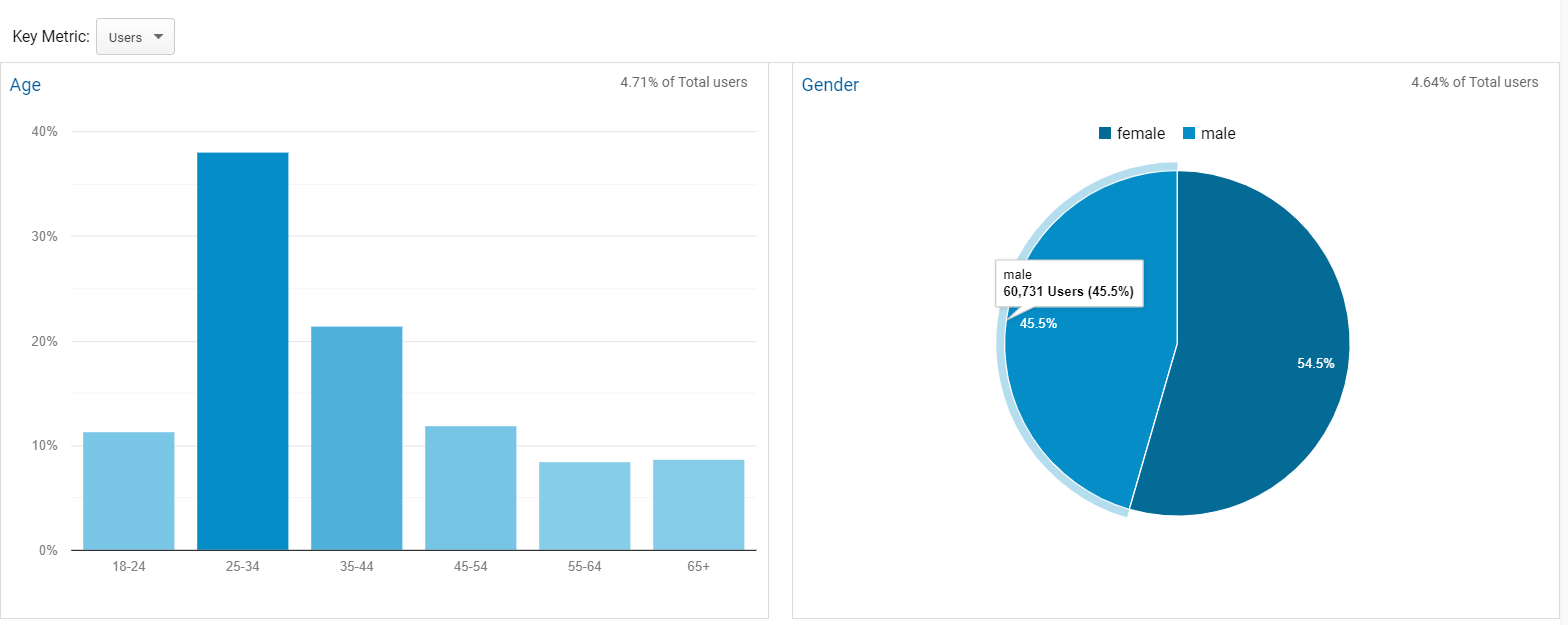 Key Metric: Users
Age
4.71% of Total users
40%
30%
20%
10%
0%
18-24 25-34 35-44 45-54 55-64 65+
Gender
4.64% of Total users
female male
male
60,731 Users (45.5%)
45.5%
54.5%